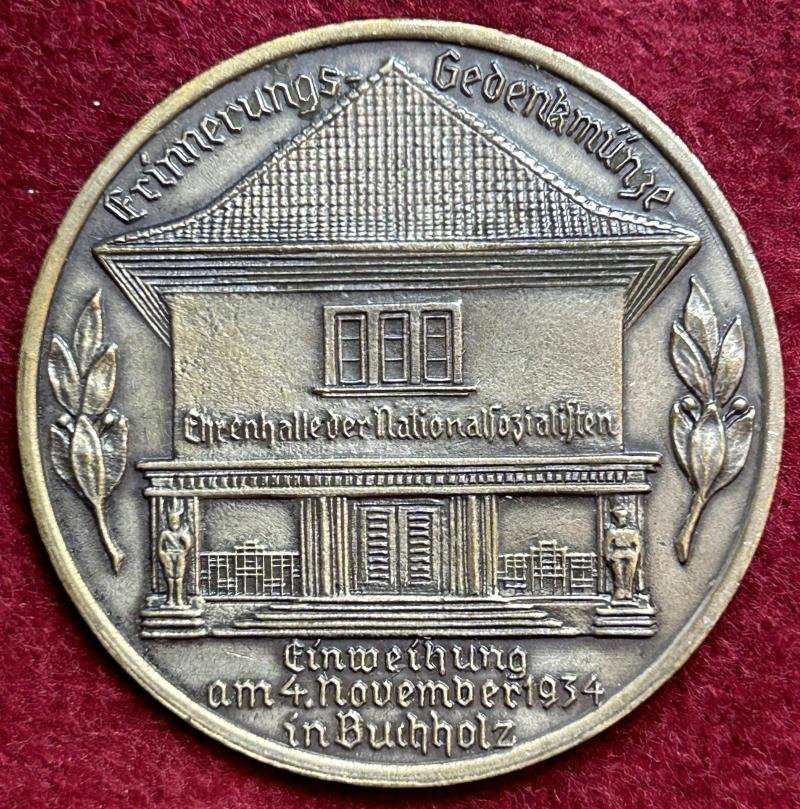 Erinnerungs-Gedenkmünze
Ehrenhalle der Nationalsozialisten
Einweihung
am 4. November 1934
in Buchholz